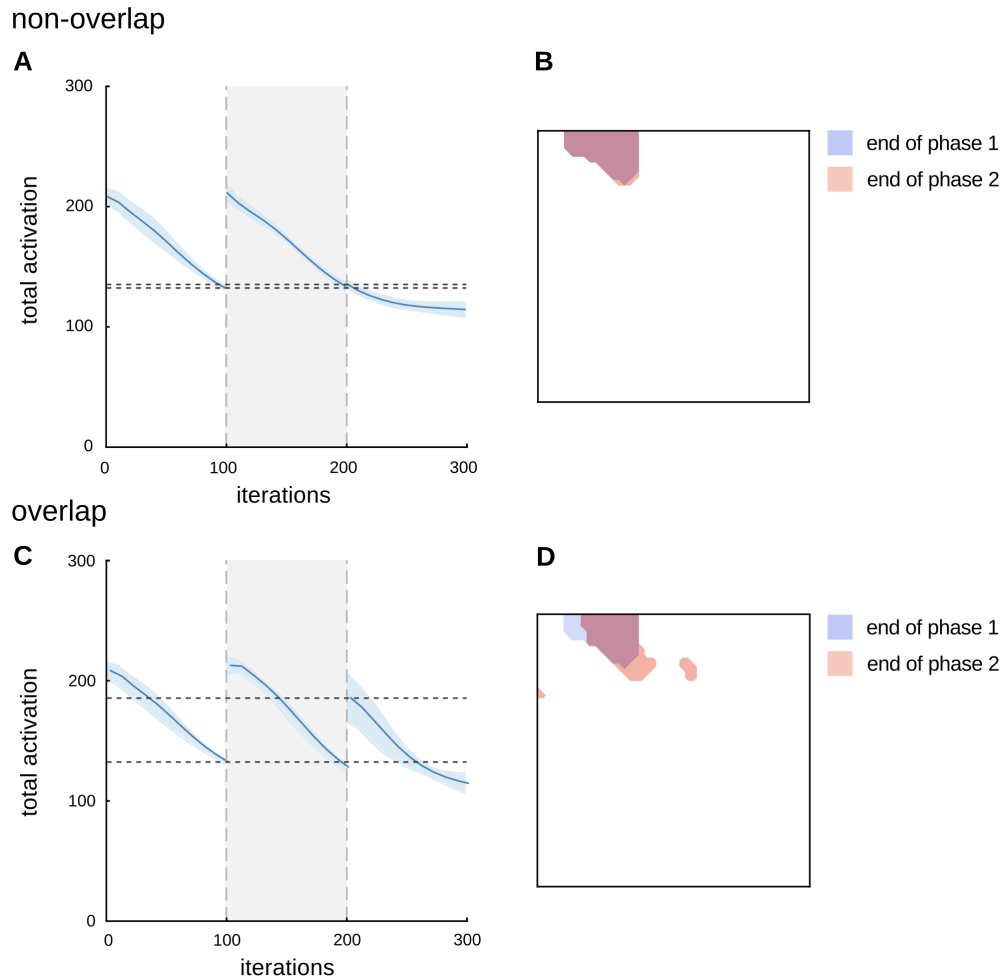 non-overlap
A
300
200
100
0
total activation
0
100
200
300
iterations
B
end of phase 1
end of phase 2
overlap
C
300
200
100
0
total activation
0
100
200
300
iterations
D
end of phase 1
end of phase 2